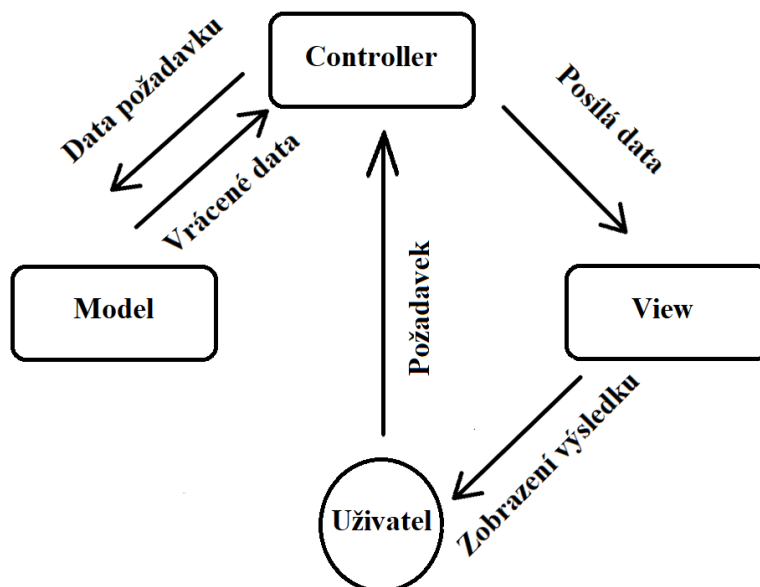 Controller
Data požadavku
Vrácené data
Posílá data
Model
View
Požadavek
Zobrazení výsledku
Uživatel